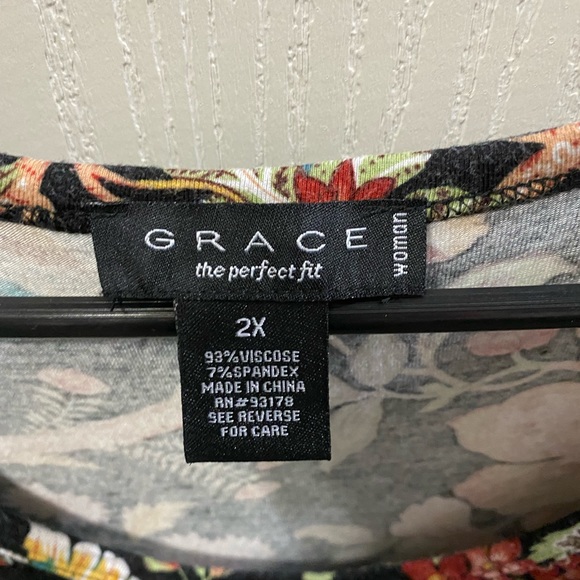 GRACE
the perfect fit
woman
2X
93%VISCOSE
7%SPANDEX
MADE IN CHINA
RN#93178
SEE REVERSE
FOR CARE